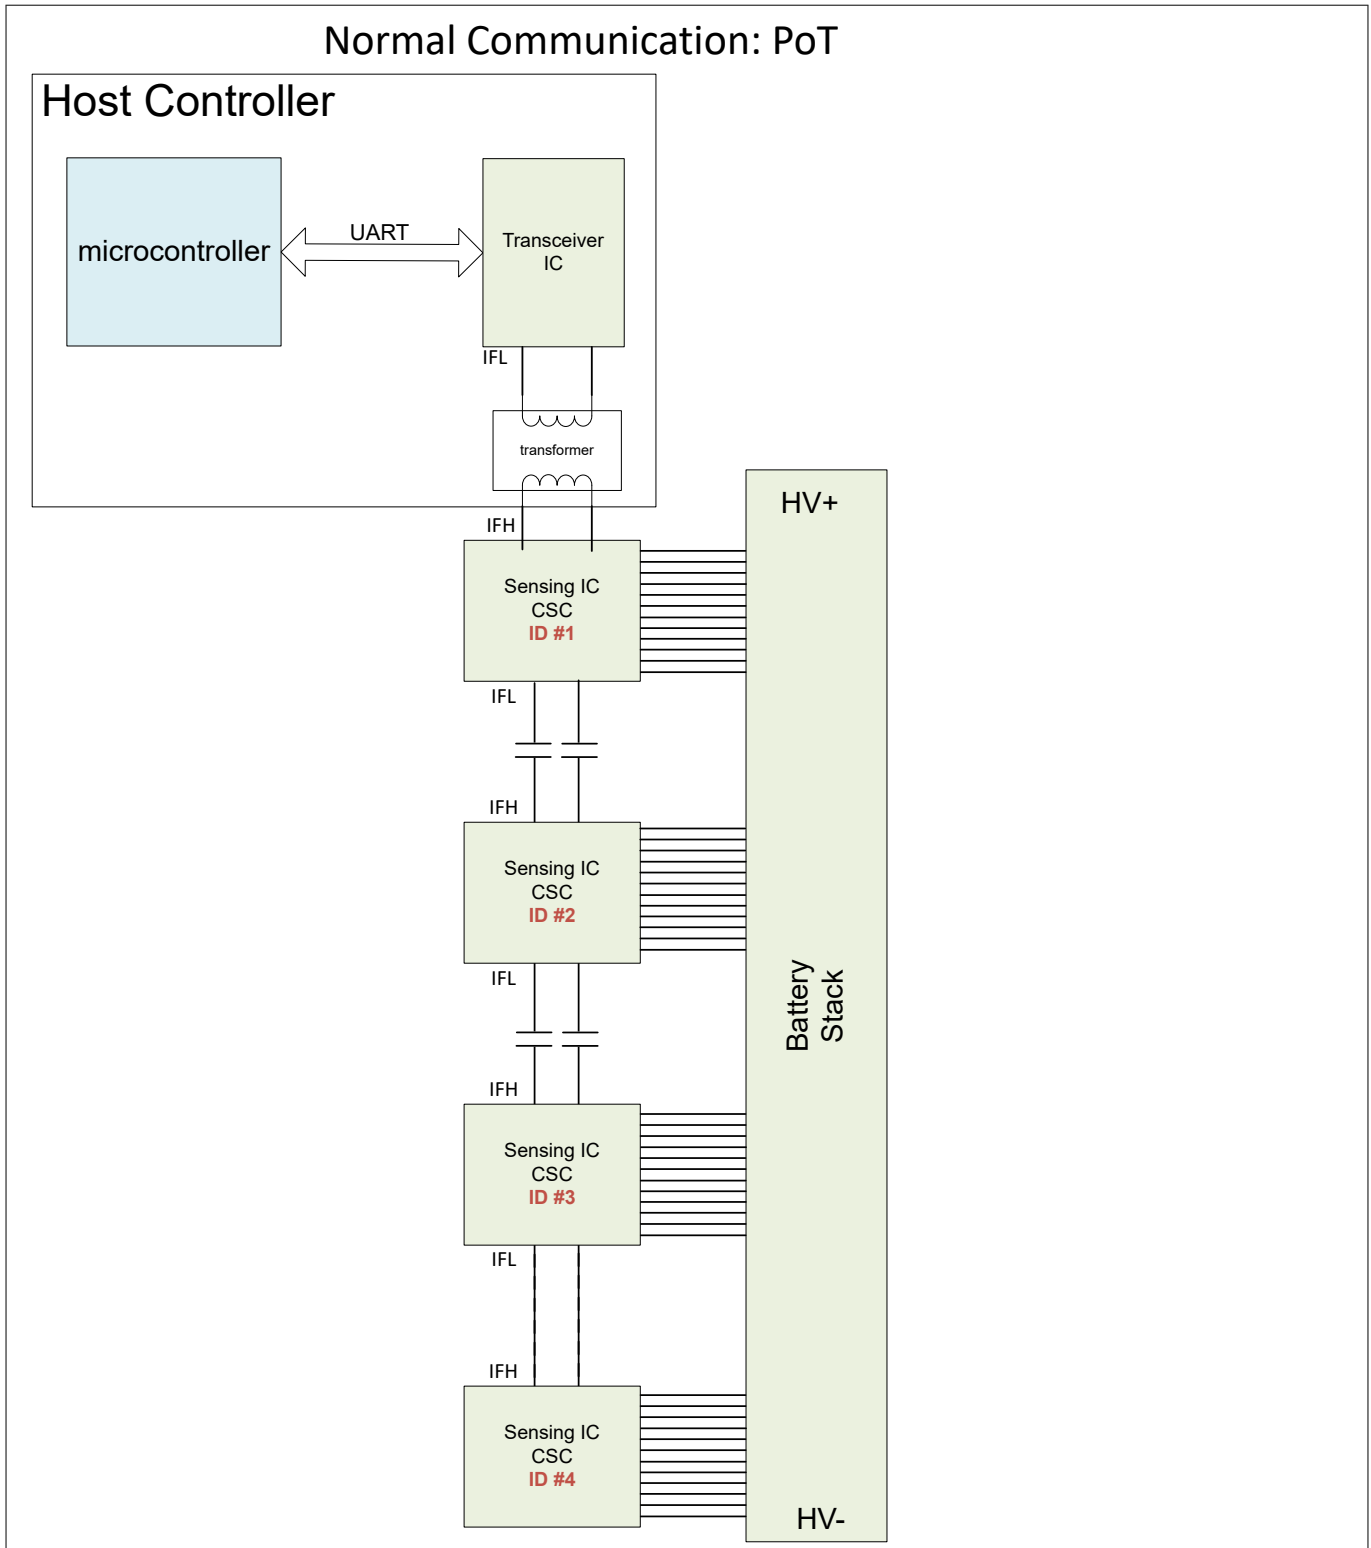 Normal Communication: PoT
Host Controller
microcontroller
UART
Transceiver
IC
IFL
transformer
IFH
HV+
Sensing IC
CSC
ID #1
IFL
IFH
Sensing IC
CSC
ID #2
IFL
Battery
Stack
IFH
Sensing IC
CSC
ID #3
IFL
IFH
Sensing IC
CSC
ID #4
HV-